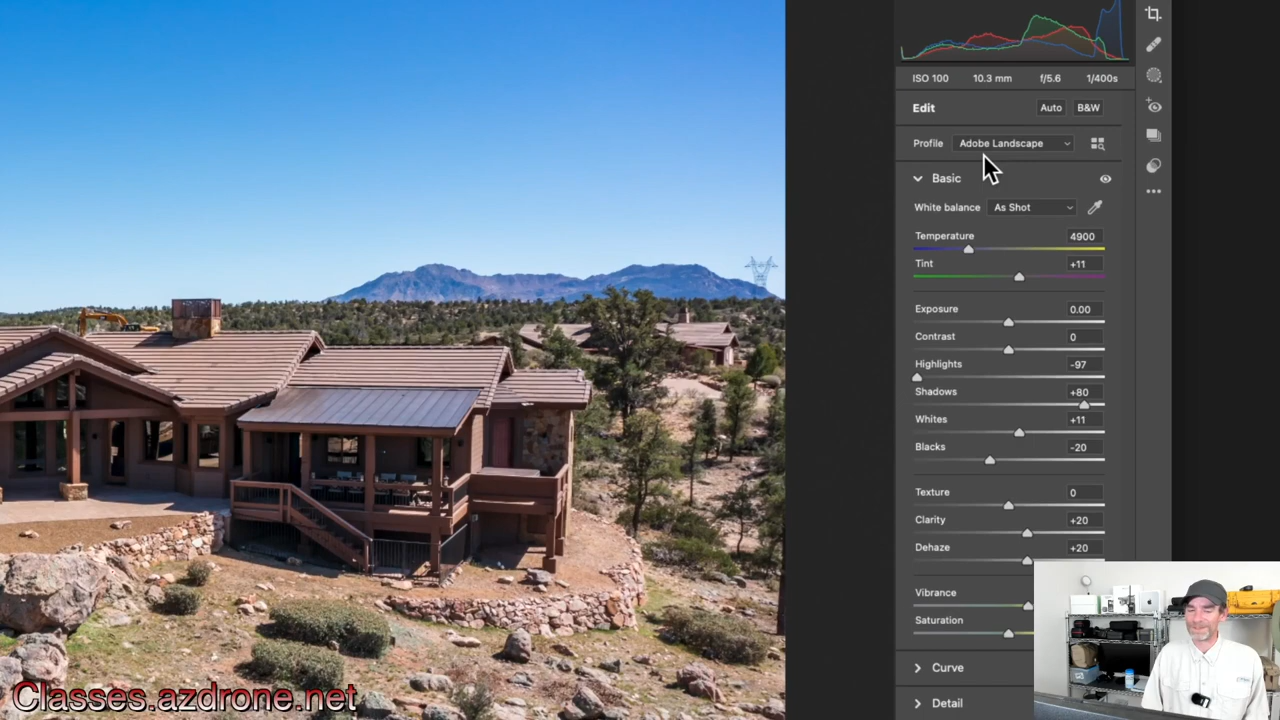 ISO 100 10.3 mm f/5.6 1/400s
Edit Auto B&W
Profile Adobe Landscape
Basic
White balance As Shot
Temperature 4900
Tint +11
Exposure 0.00
Contrast 0
Highlights -97
Shadows +80
Whites +11
Blacks -20
Texture 0
Clarity +20
Dehaze +20
Vibrance
Saturation
Curve
Detail
Classes.azdrone.net